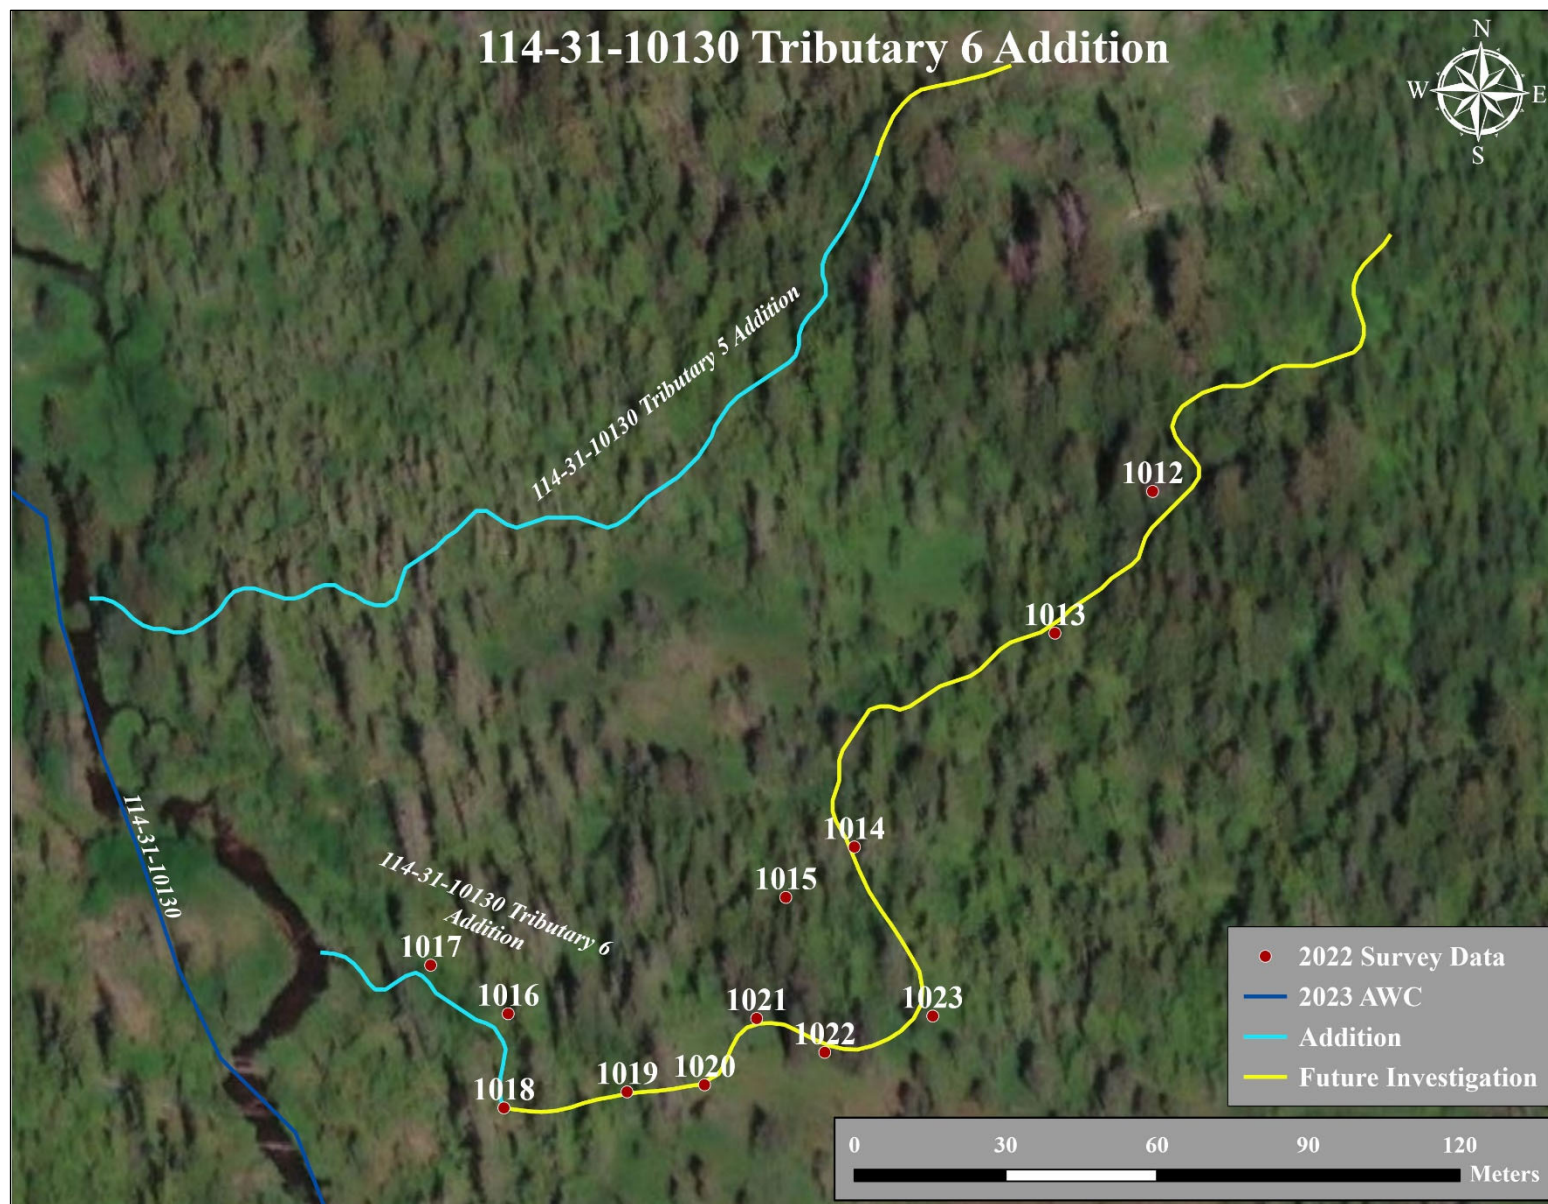 114-31-10130 Tributary 6 Addition
N
W
E
S
114-31-10130 Tributary 5 Addition
1012
1013
1014
1015
114-31-10130
114-31-10130 Tributary 6
Addition
1017
1016
1021
1023
1022
1018
1019
1020
2022 Survey Data
2023 AWC
Addition
Future Investigation
0
30
60
90
120
Meters